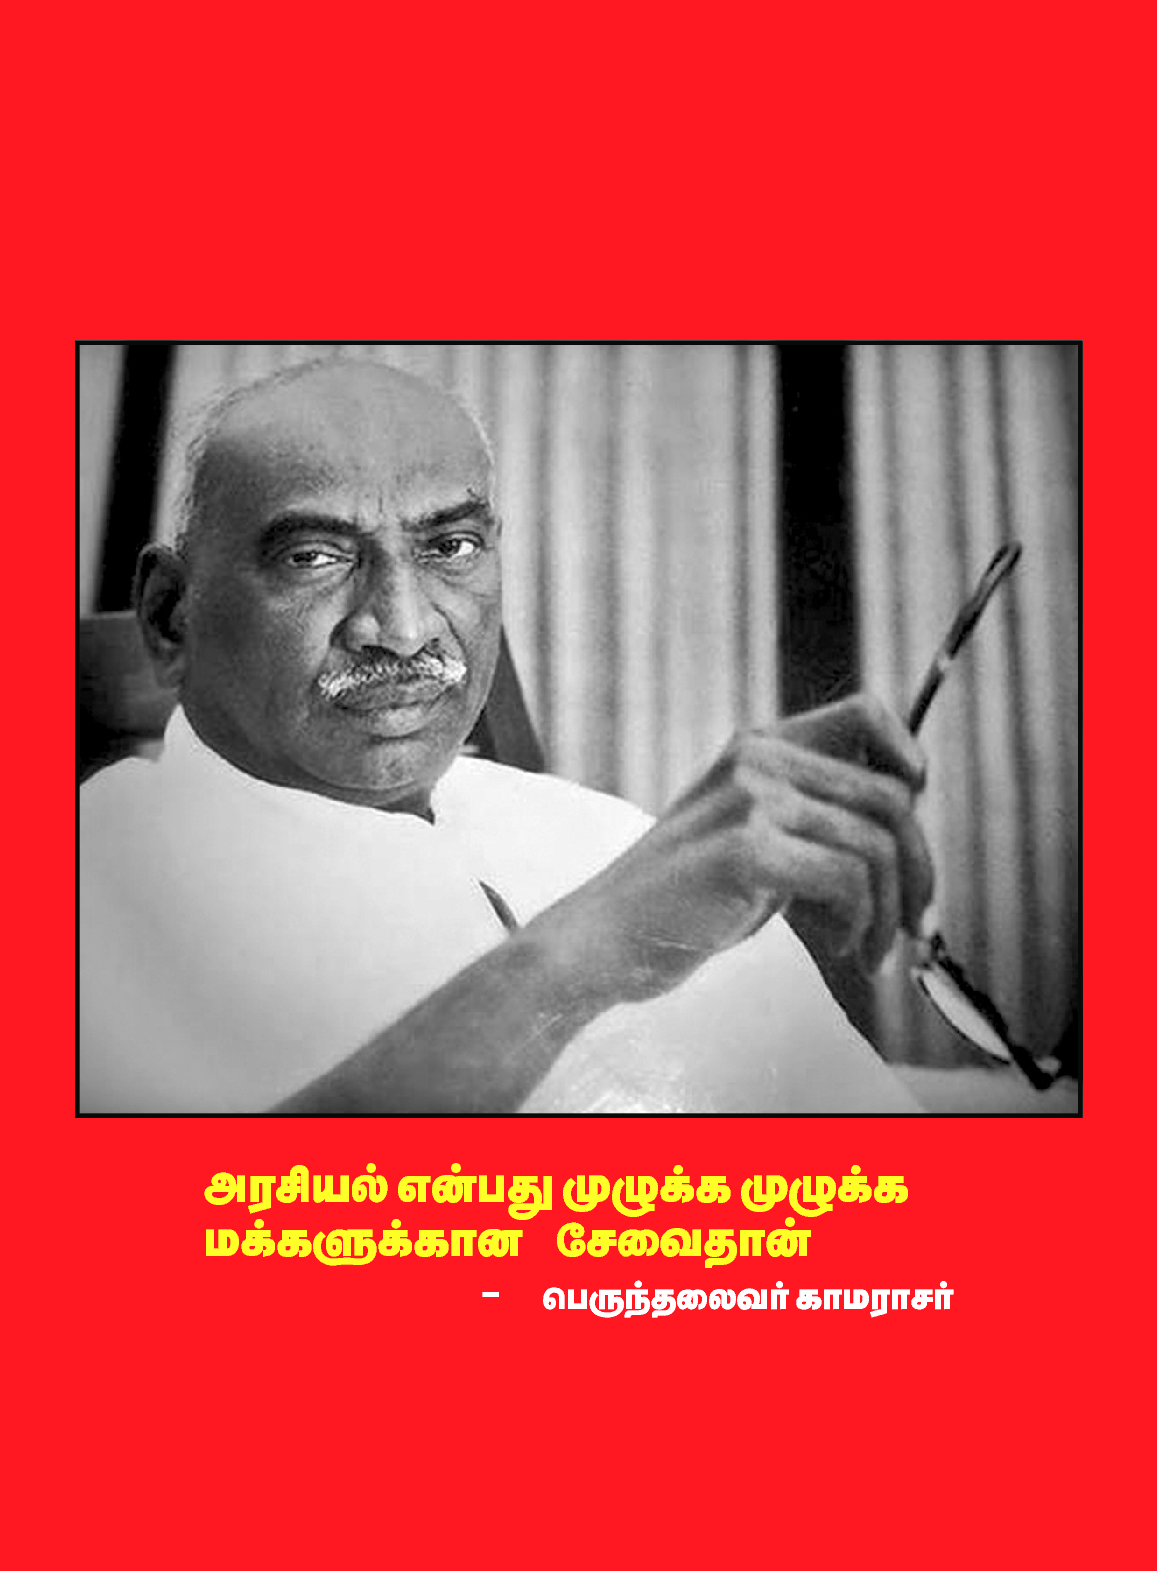 அரசியல் என்பது முழுக்க முழுக்க
மக்களுக்கான சேவைதான்
- பெருந்தலைவர் காமராசர்